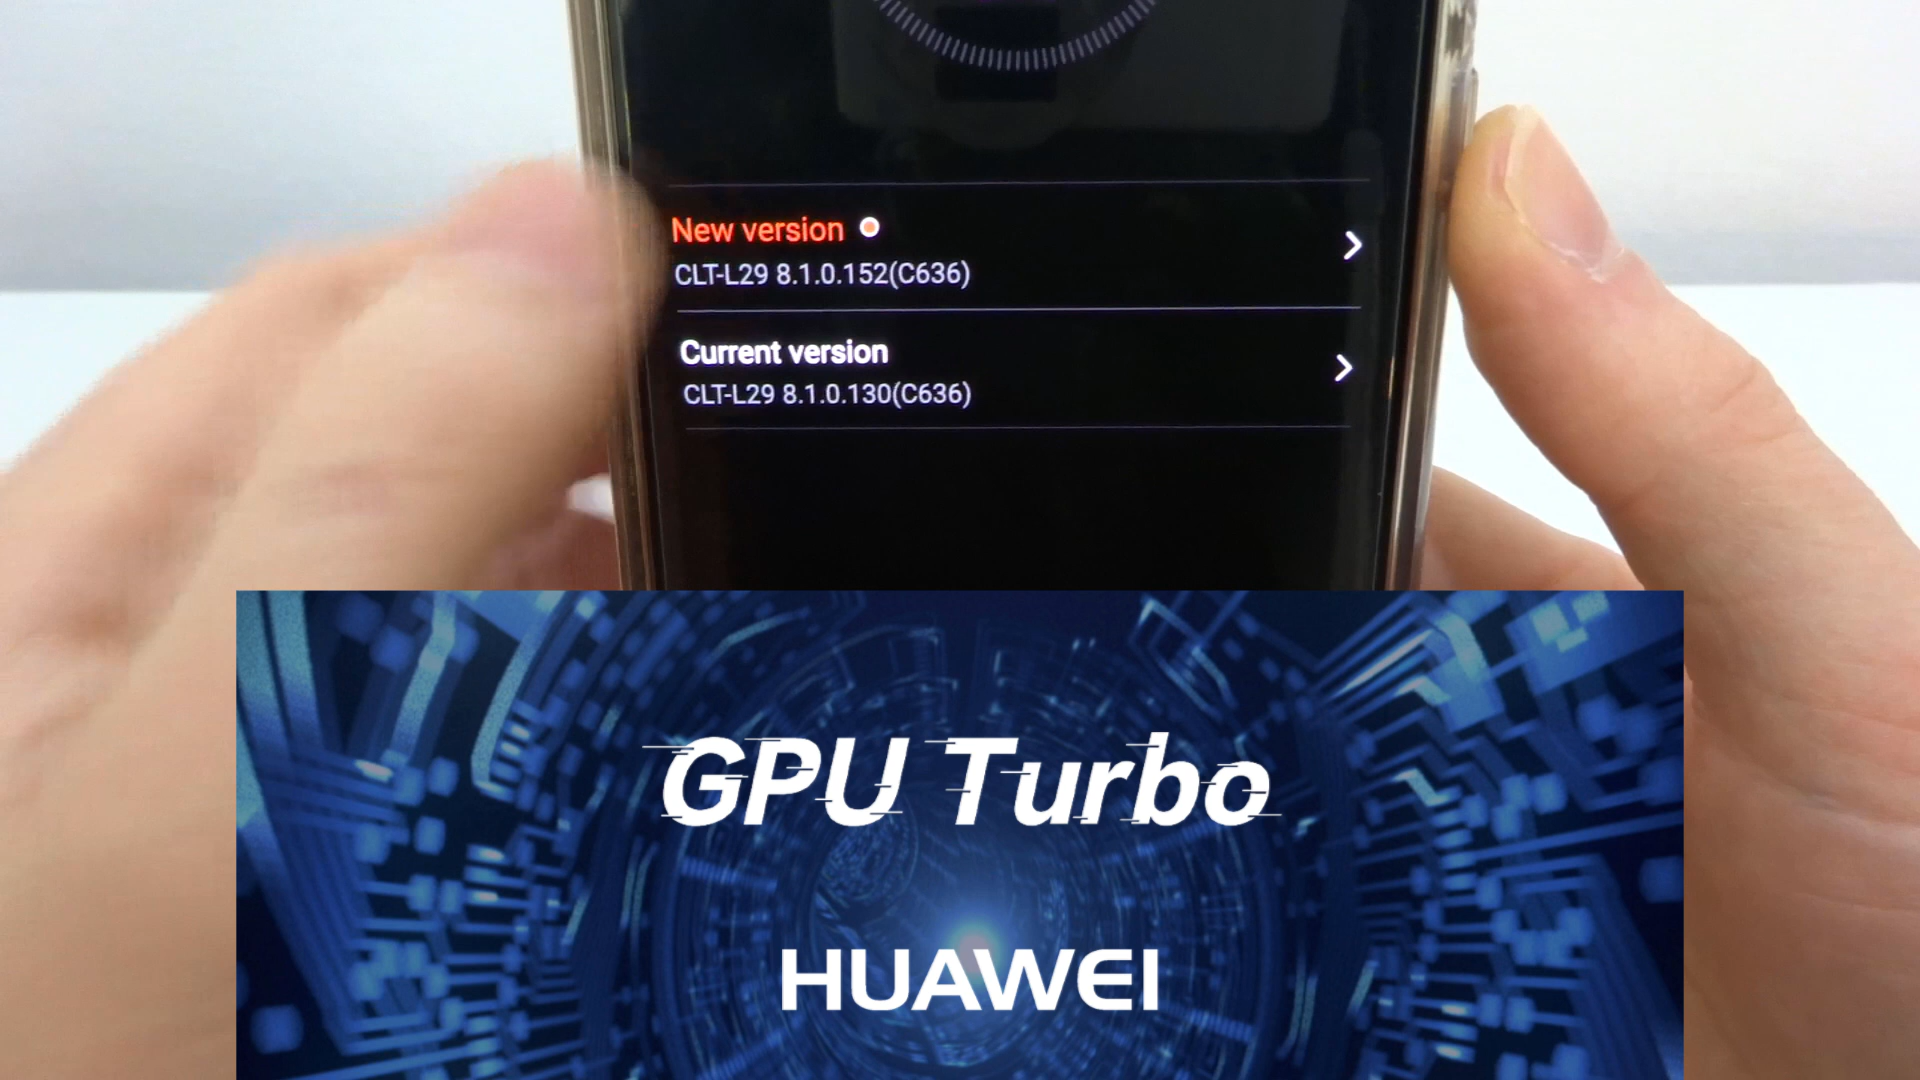 New version
CLT-L29 8.1.0.152(C636)
Current version
CLT-L29 8.1.0.130(C636)
GPU Turbo
HUAWEI